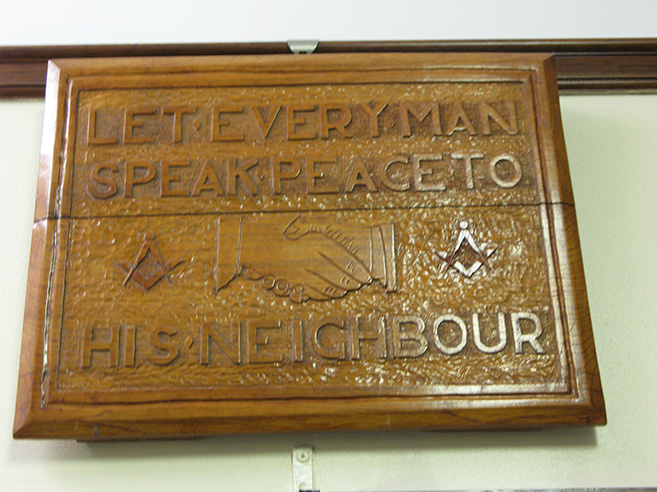 LET·EVERY MAN
SPEAK·PEACE TO
HIS·NEIGHBOUR